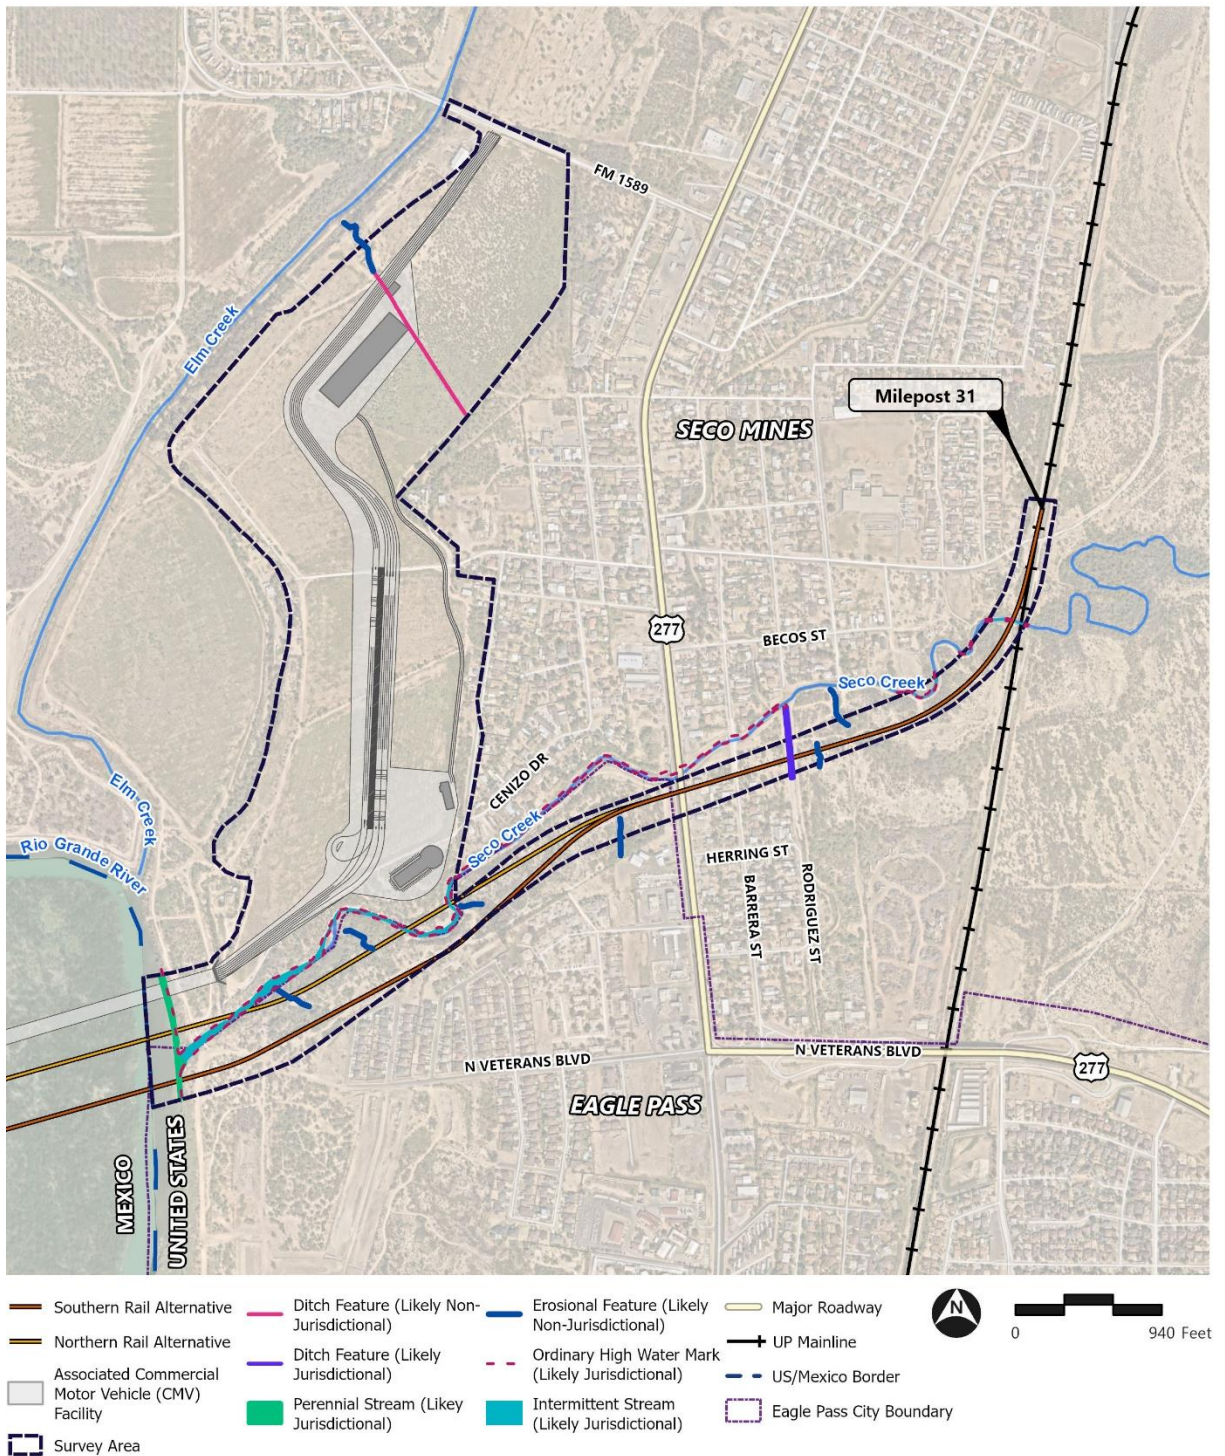 FM 1589
Elm Creek
Milepost 31
SECO MINES
277
BECOS ST
Seco Creek
CENIZO DR
Seco Creek
Elm Creek
Rio Grande River
HERRING ST
BARRERA ST
RODRIGUEZ ST
N VETERANS BLVD
N VETERANS BLVD
277
EAGLE PASS
MEXICO
UNITED STATES
Southern Rail Alternative
Northern Rail Alternative
Associated Commercial
Motor Vehicle (CMV)
Facility
Survey Area
Ditch Feature (Likely Non-
Jurisdictional)
Ditch Feature (Likely
Jurisdictional)
Perennial Stream (Likey
Jurisdictional)
Erosional Feature (Likely
Non-Jurisdictional)
Ordinary High Water Mark
(Likely Jurisdictional)
Intermittent Stream
(Likely Jurisdictional)
Major Roadway
UP Mainline
US/Mexico Border
Eagle Pass City Boundary
N
0 940 Feet